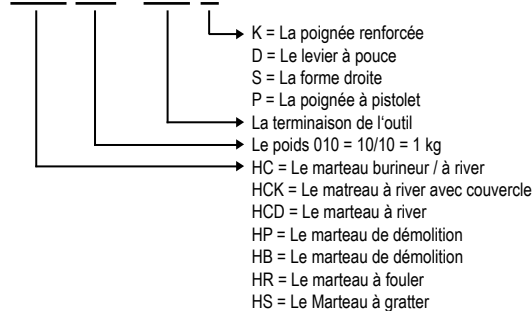 K = La poignée renforcée
D = Le levier à pouce
S = La forme droite
P = La poignée à pistolet
La terminaison de l‘outil
Le poids 010 = 10/10 = 1 kg
HC = Le marteau burineur / à river
HCK = Le matreau à river avec couvercle
HCD = Le marteau à river
HP = Le marteau de démolition
HB = Le marteau de démolition
HR = Le marteau à fouler
HS = Le Marteau à gratter